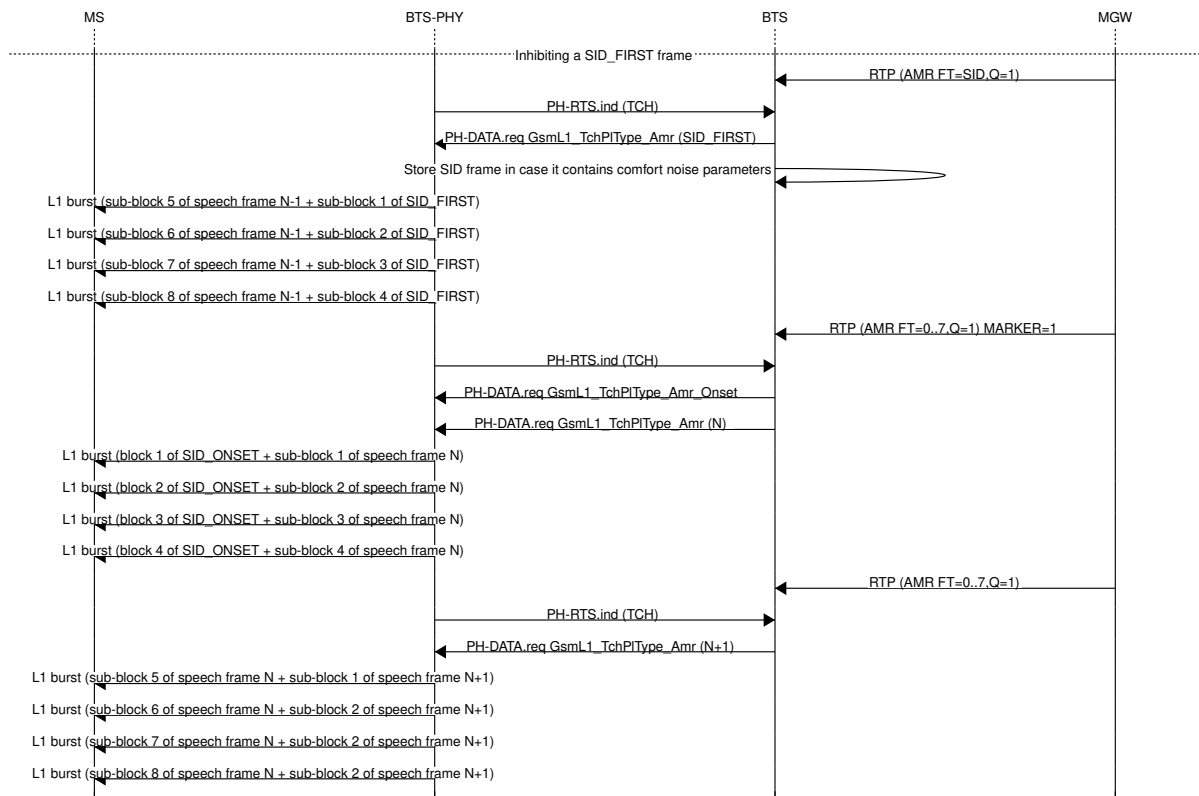 MS BTS-PHY BTS MGW
Inhibiting a SID_FIRST frame
RTP (AMR FT=SID,Q=1)
PH-RTS.ind (TCH)
PH-DATA.req GsmL1_TchPlType_Amr (SID_FIRST)
Store SID frame in case it contains comfort noise parameters
L1 burst (sub-block 5 of speech frame N-1 + sub-block 1 of SID_FIRST)
L1 burst (sub-block 6 of speech frame N-1 + sub-block 2 of SID_FIRST)
L1 burst (sub-block 7 of speech frame N-1 + sub-block 3 of SID_FIRST)
L1 burst (sub-block 8 of speech frame N-1 + sub-block 4 of SID_FIRST)
RTP (AMR FT=0..7,Q=1) MARKER=1
PH-RTS.ind (TCH)
PH-DATA.req GsmL1_TchPlType_Amr_Onset
PH-DATA.req GsmL1_TchPlType_Amr (N)
L1 burst (block 1 of SID_ONSET + sub-block 1 of speech frame N)
L1 burst (block 2 of SID_ONSET + sub-block 2 of speech frame N)
L1 burst (block 3 of SID_ONSET + sub-block 3 of speech frame N)
L1 burst (block 4 of SID_ONSET + sub-block 4 of speech frame N)
RTP (AMR FT=0..7,Q=1)
PH-RTS.ind (TCH)
PH-DATA.req GsmL1_TchPlType_Amr (N+1)
L1 burst (sub-block 5 of speech frame N + sub-block 1 of speech frame N+1)
L1 burst (sub-block 6 of speech frame N + sub-block 2 of speech frame N+1)
L1 burst (sub-block 7 of speech frame N + sub-block 2 of speech frame N+1)
L1 burst (sub-block 8 of speech frame N + sub-block 2 of speech frame N+1)